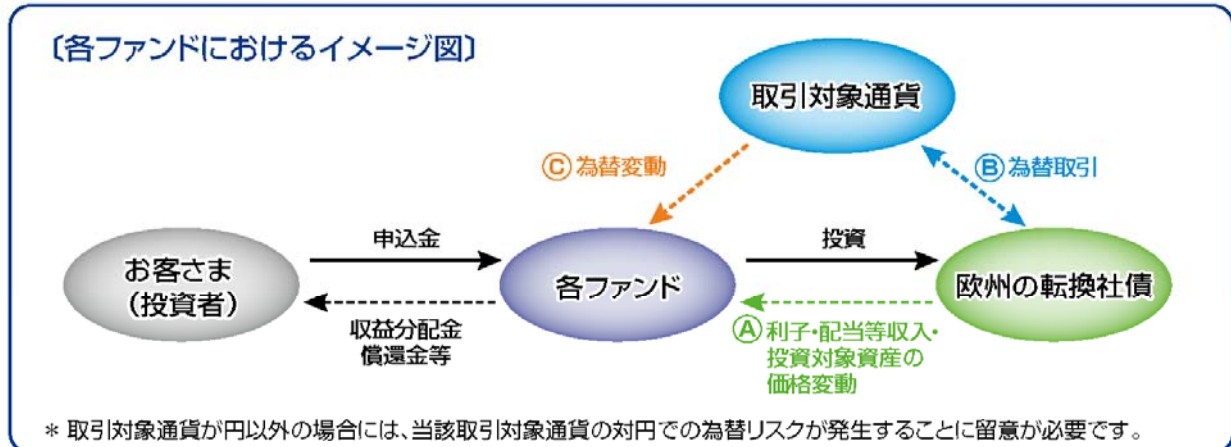 〔各ファンドにおけるイメージ図〕
取引対象通貨
Ⓒ為替変動
Ⓑ為替取引
申込金
投資
お客さま
（投資者）
各ファンド
欧州の転換社債
収益分配金
償還金等
Ⓐ利子・配当等収入・
投資対象資産の
価格変動
＊取引対象通貨が円以外の場合には、当該取引対象通貨の対円での為替リスクが発生することに留意が必要です。